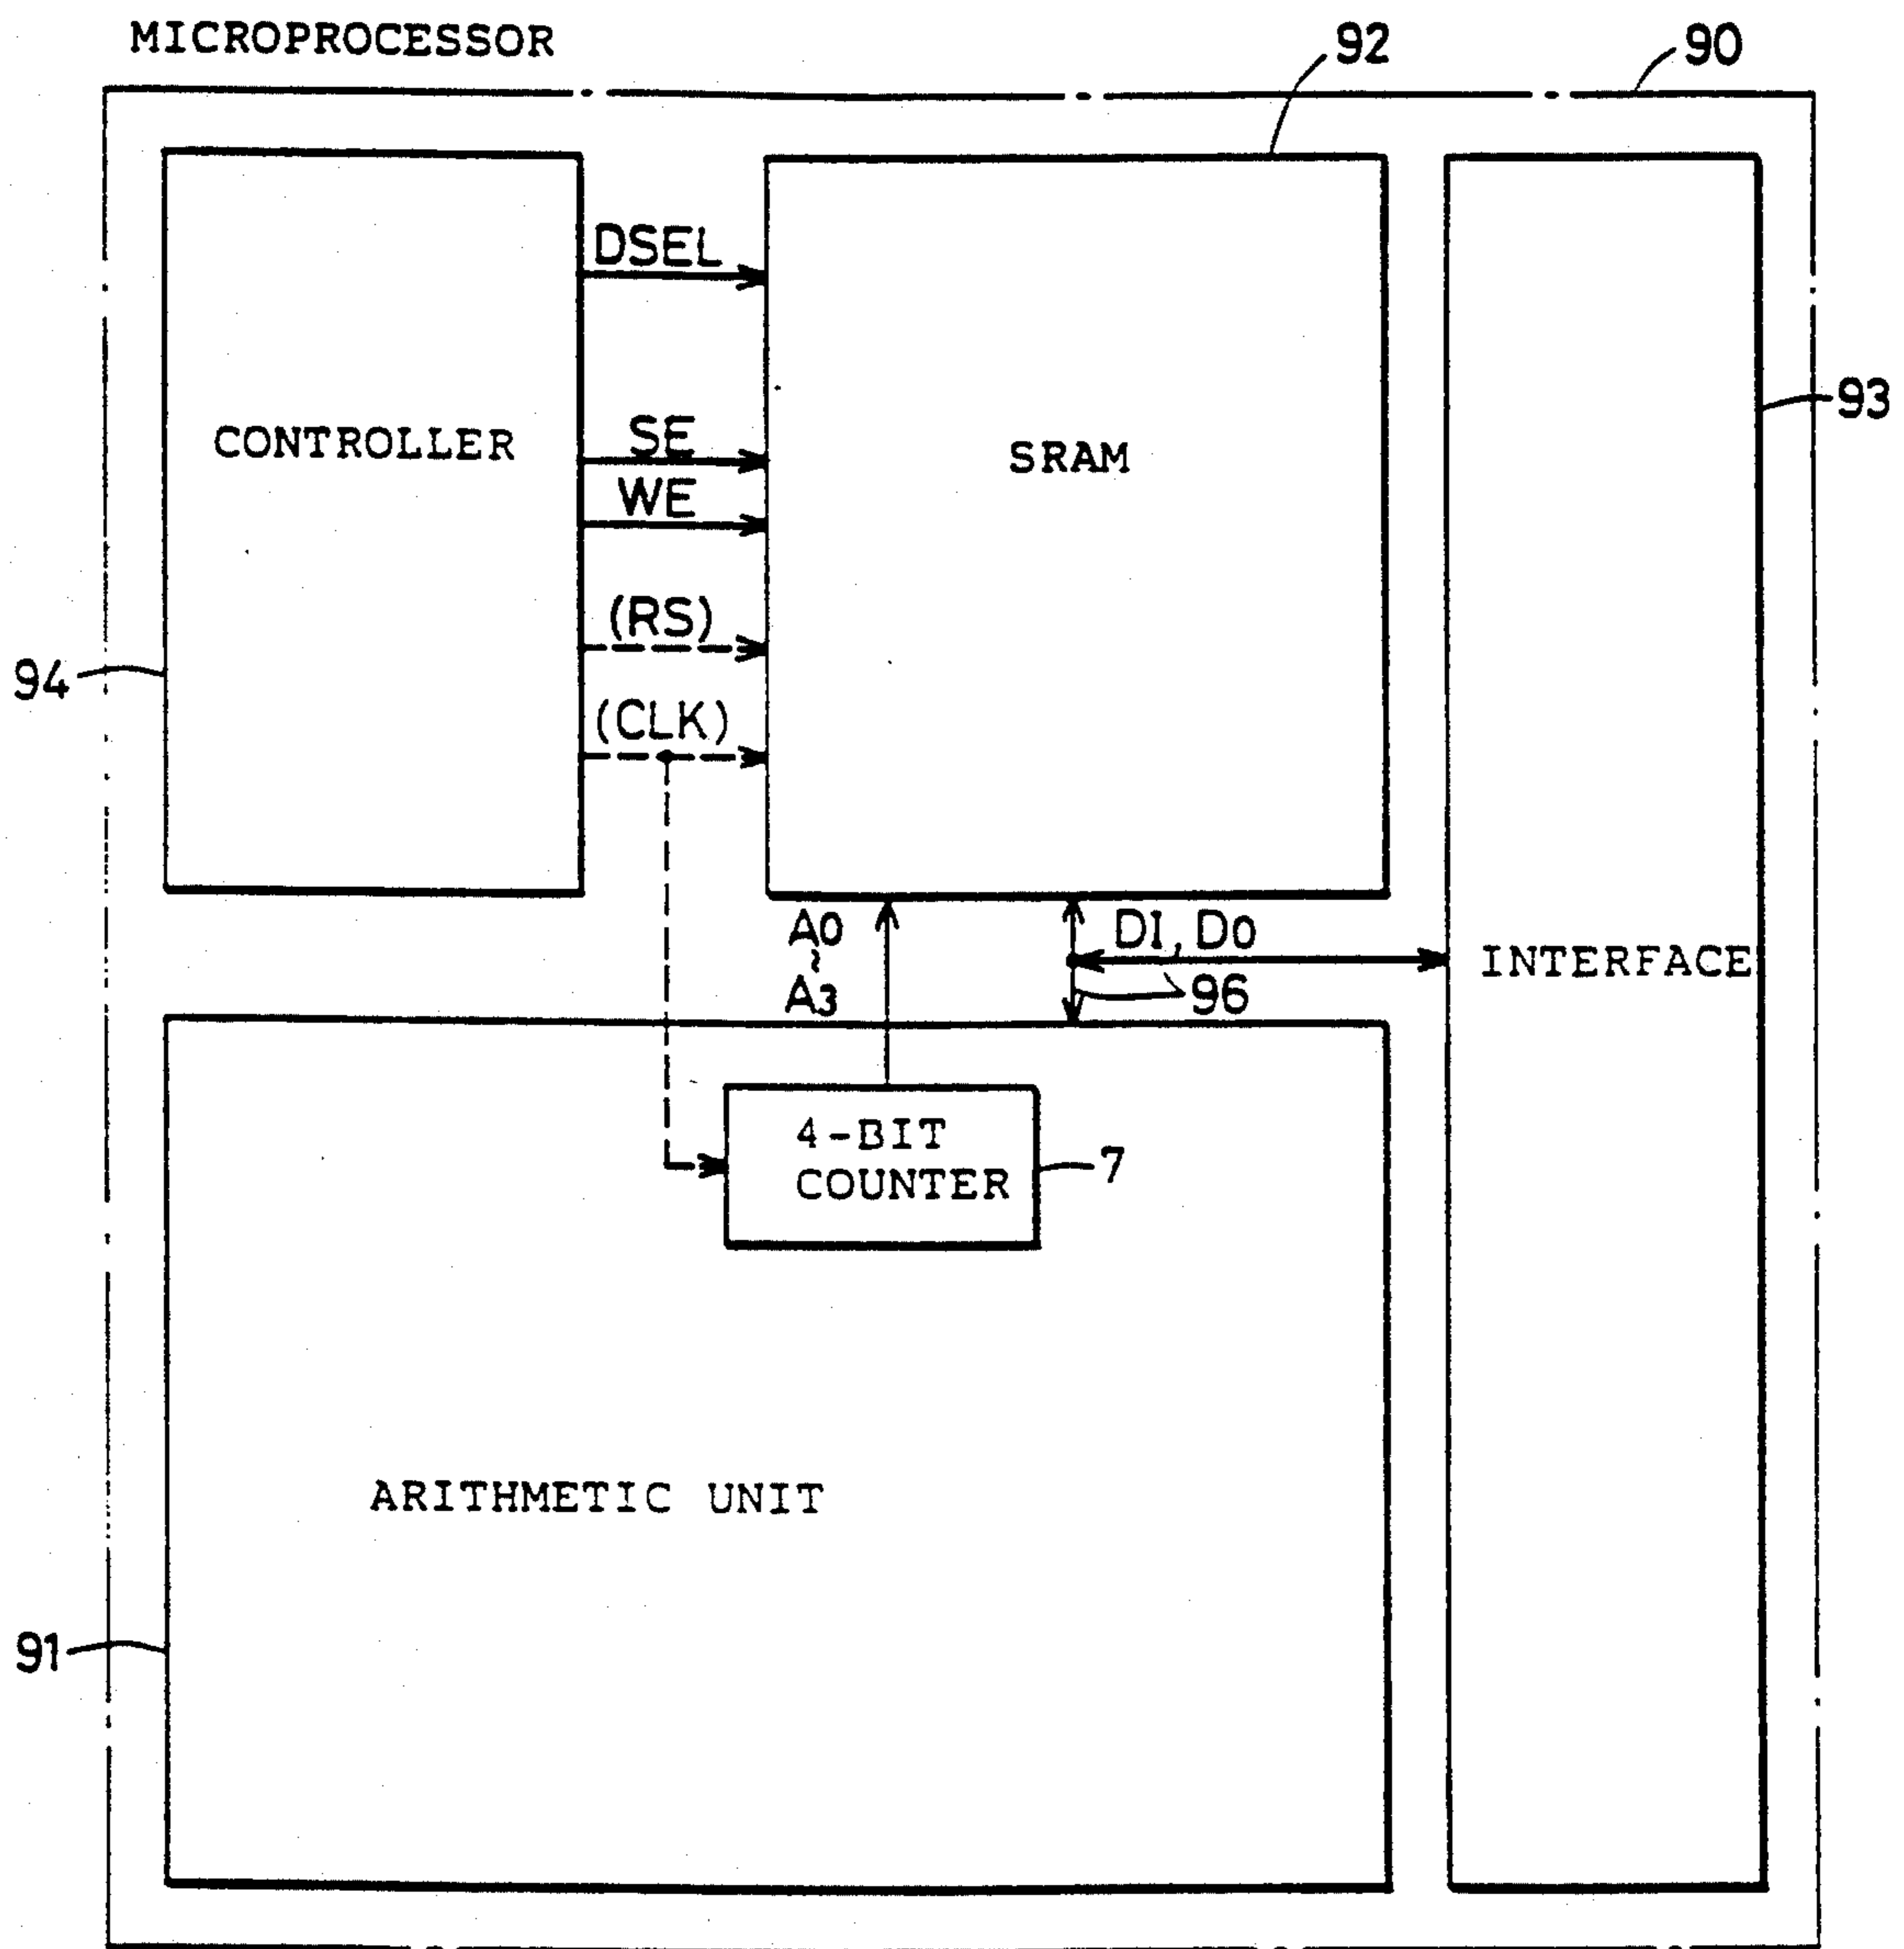 MICROPROCESSOR
92
90
DSEL
93
CONTROLLER
SE
SRAM
WE
(RS)
94
(CLK)
A0
~
A3
DI, Do
INTERFACE
96
4-BIT
COUNTER
7
ARITHMETIC UNIT
91